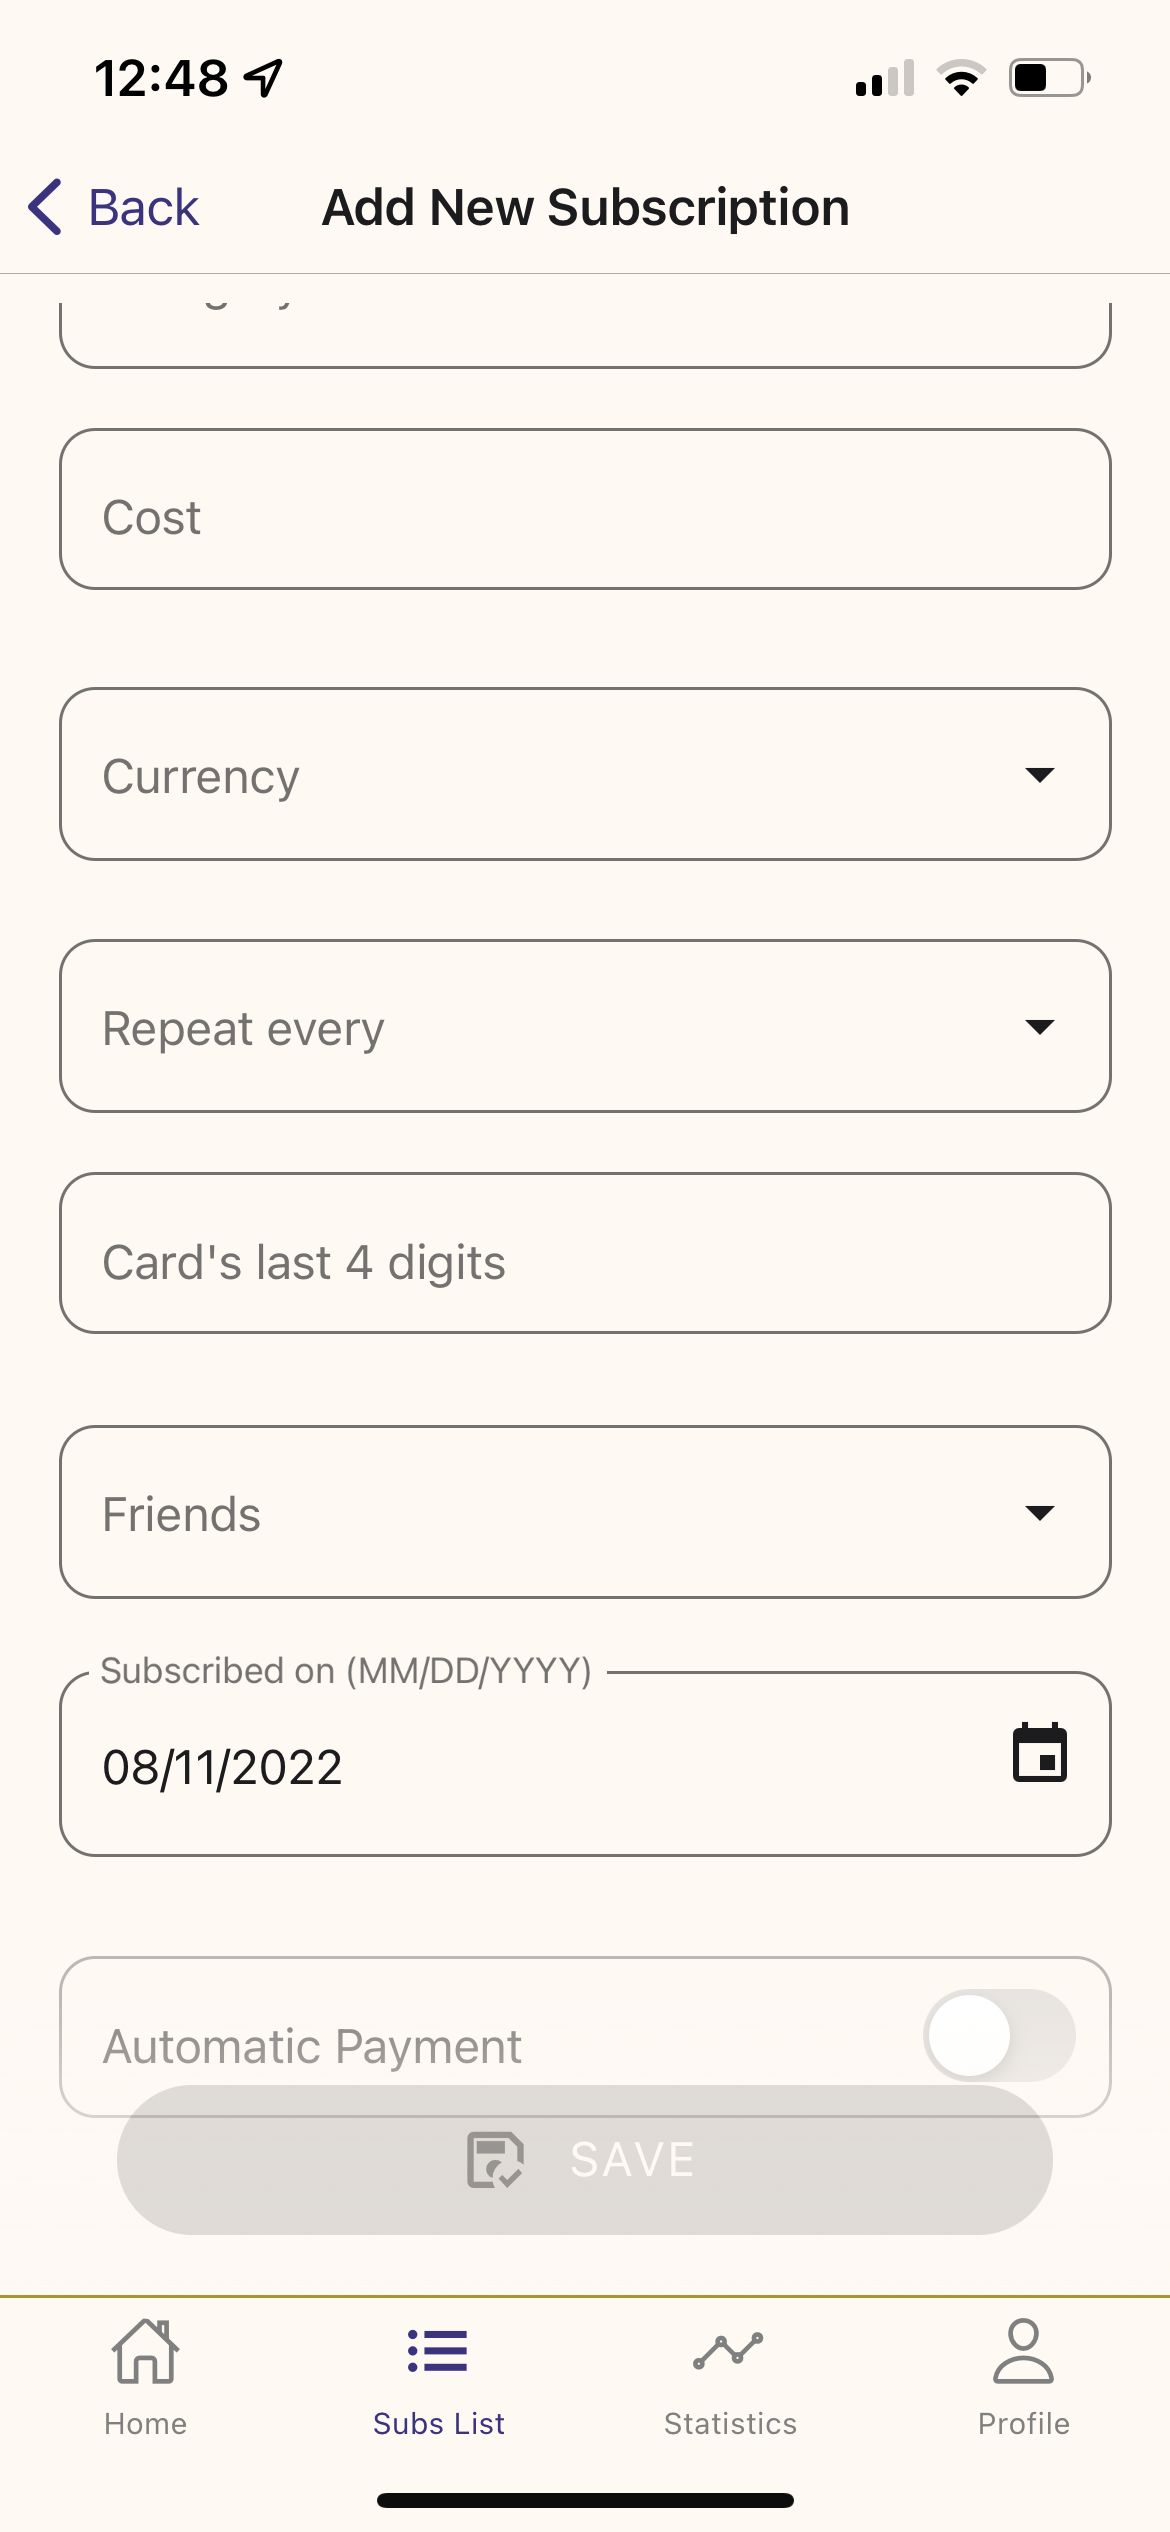 12:48
Back
Add New Subscription
Cost
Currency
Repeat every
Card's last 4 digits
Friends
Subscribed on (MM/DD/YYYY)
08/11/2022
Automatic Payment
SAVE
Home
Subs List
Statistics
Profile